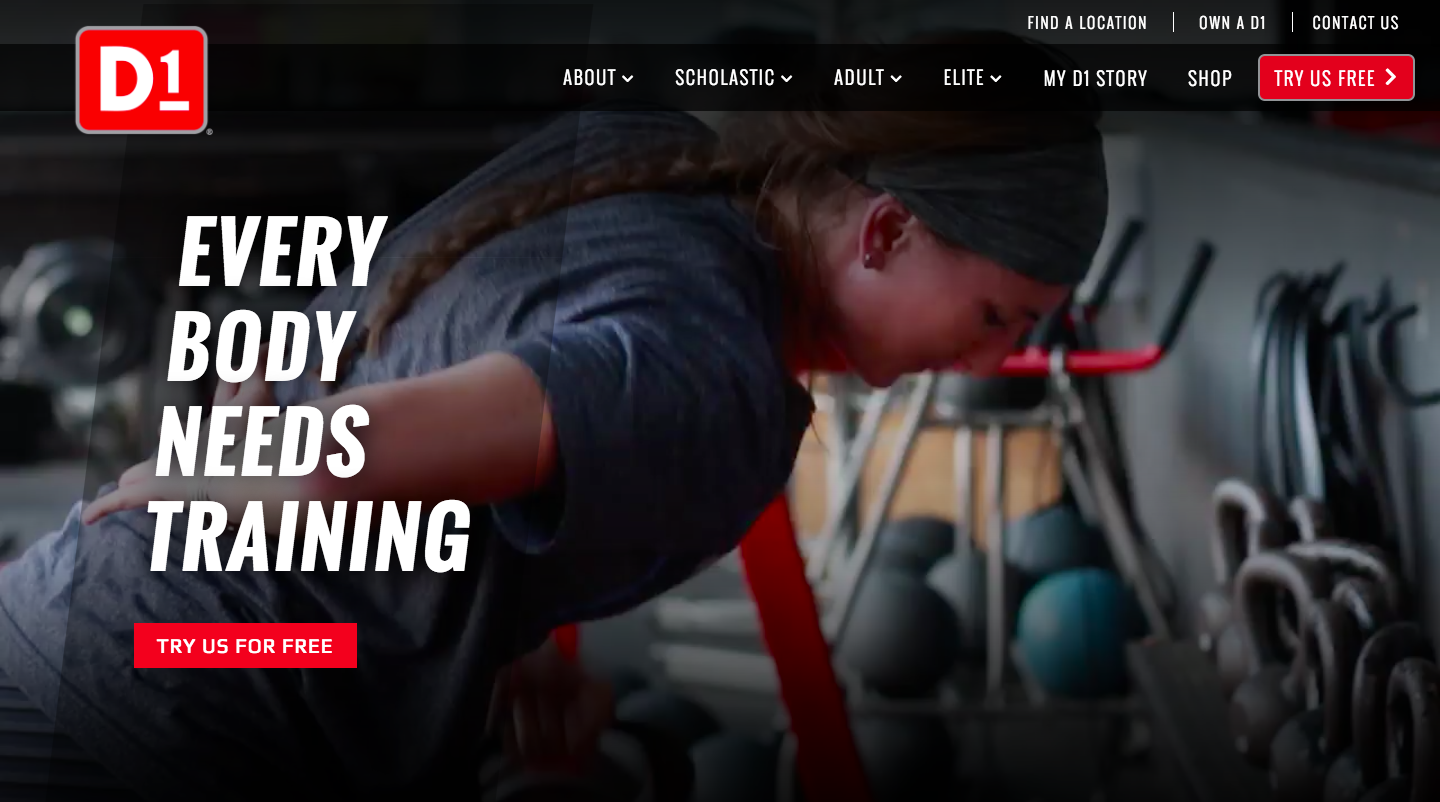 FIND A LOCATION
OWN A D1
CONTACT US
D1
®
ABOUT
SCHOLASTIC
ADULT
ELITE
MY D1 STORY
SHOP
TRY US FREE
EVERY
BODY
NEEDS
TRAINING
TRY US FOR FREE